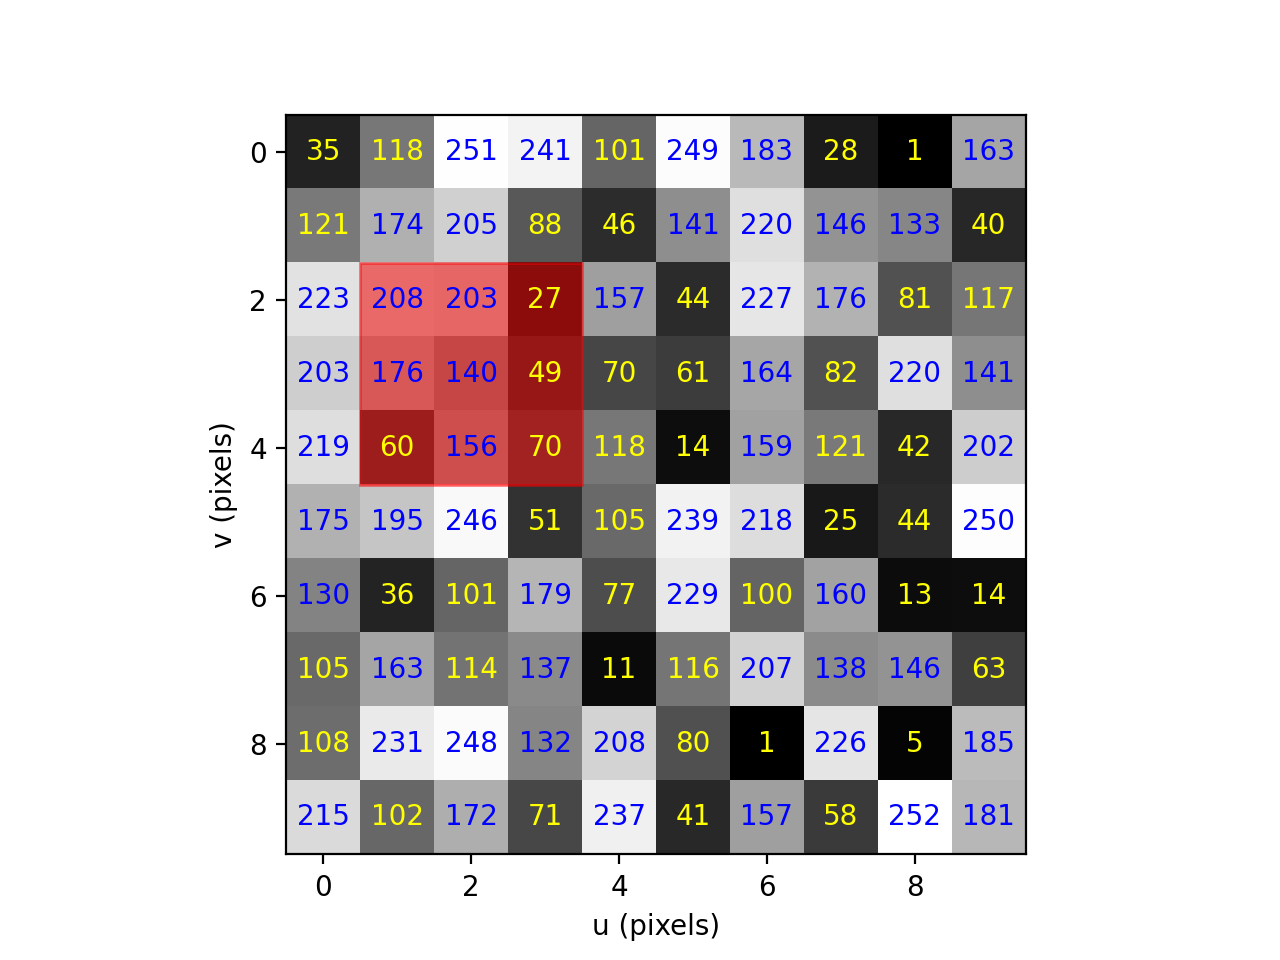 0 35 118 251 241 101 249 183 28 1 163
121 174 205 88 46 141 220 146 133 40
2 223 208 203 27 157 44 227 176 81 117
203 176 140 49 70 61 164 82 220 141
4 219 60 156 70 118 14 159 121 42 202
175 195 246 51 105 239 218 25 44 250
6 130 36 101 179 77 229 100 160 13 14
105 163 114 137 11 116 207 138 146 63
8 108 231 248 132 208 80 1 226 5 185
215 102 172 71 237 41 157 58 252 181
0 2 4 6 8
u (pixels)
v (pixels)